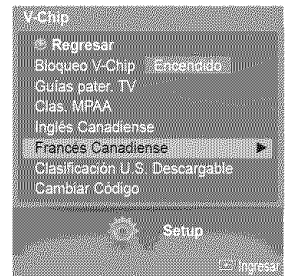 V-Chip
Regresar
Bloqueo V-Chip Encendido
Guías pater. TV
Clas. MPAA
Inglés Canadiense
Francés Canadiense
Clasificación U.S. Descargable
Cambiar Código
Setup
Ingresar